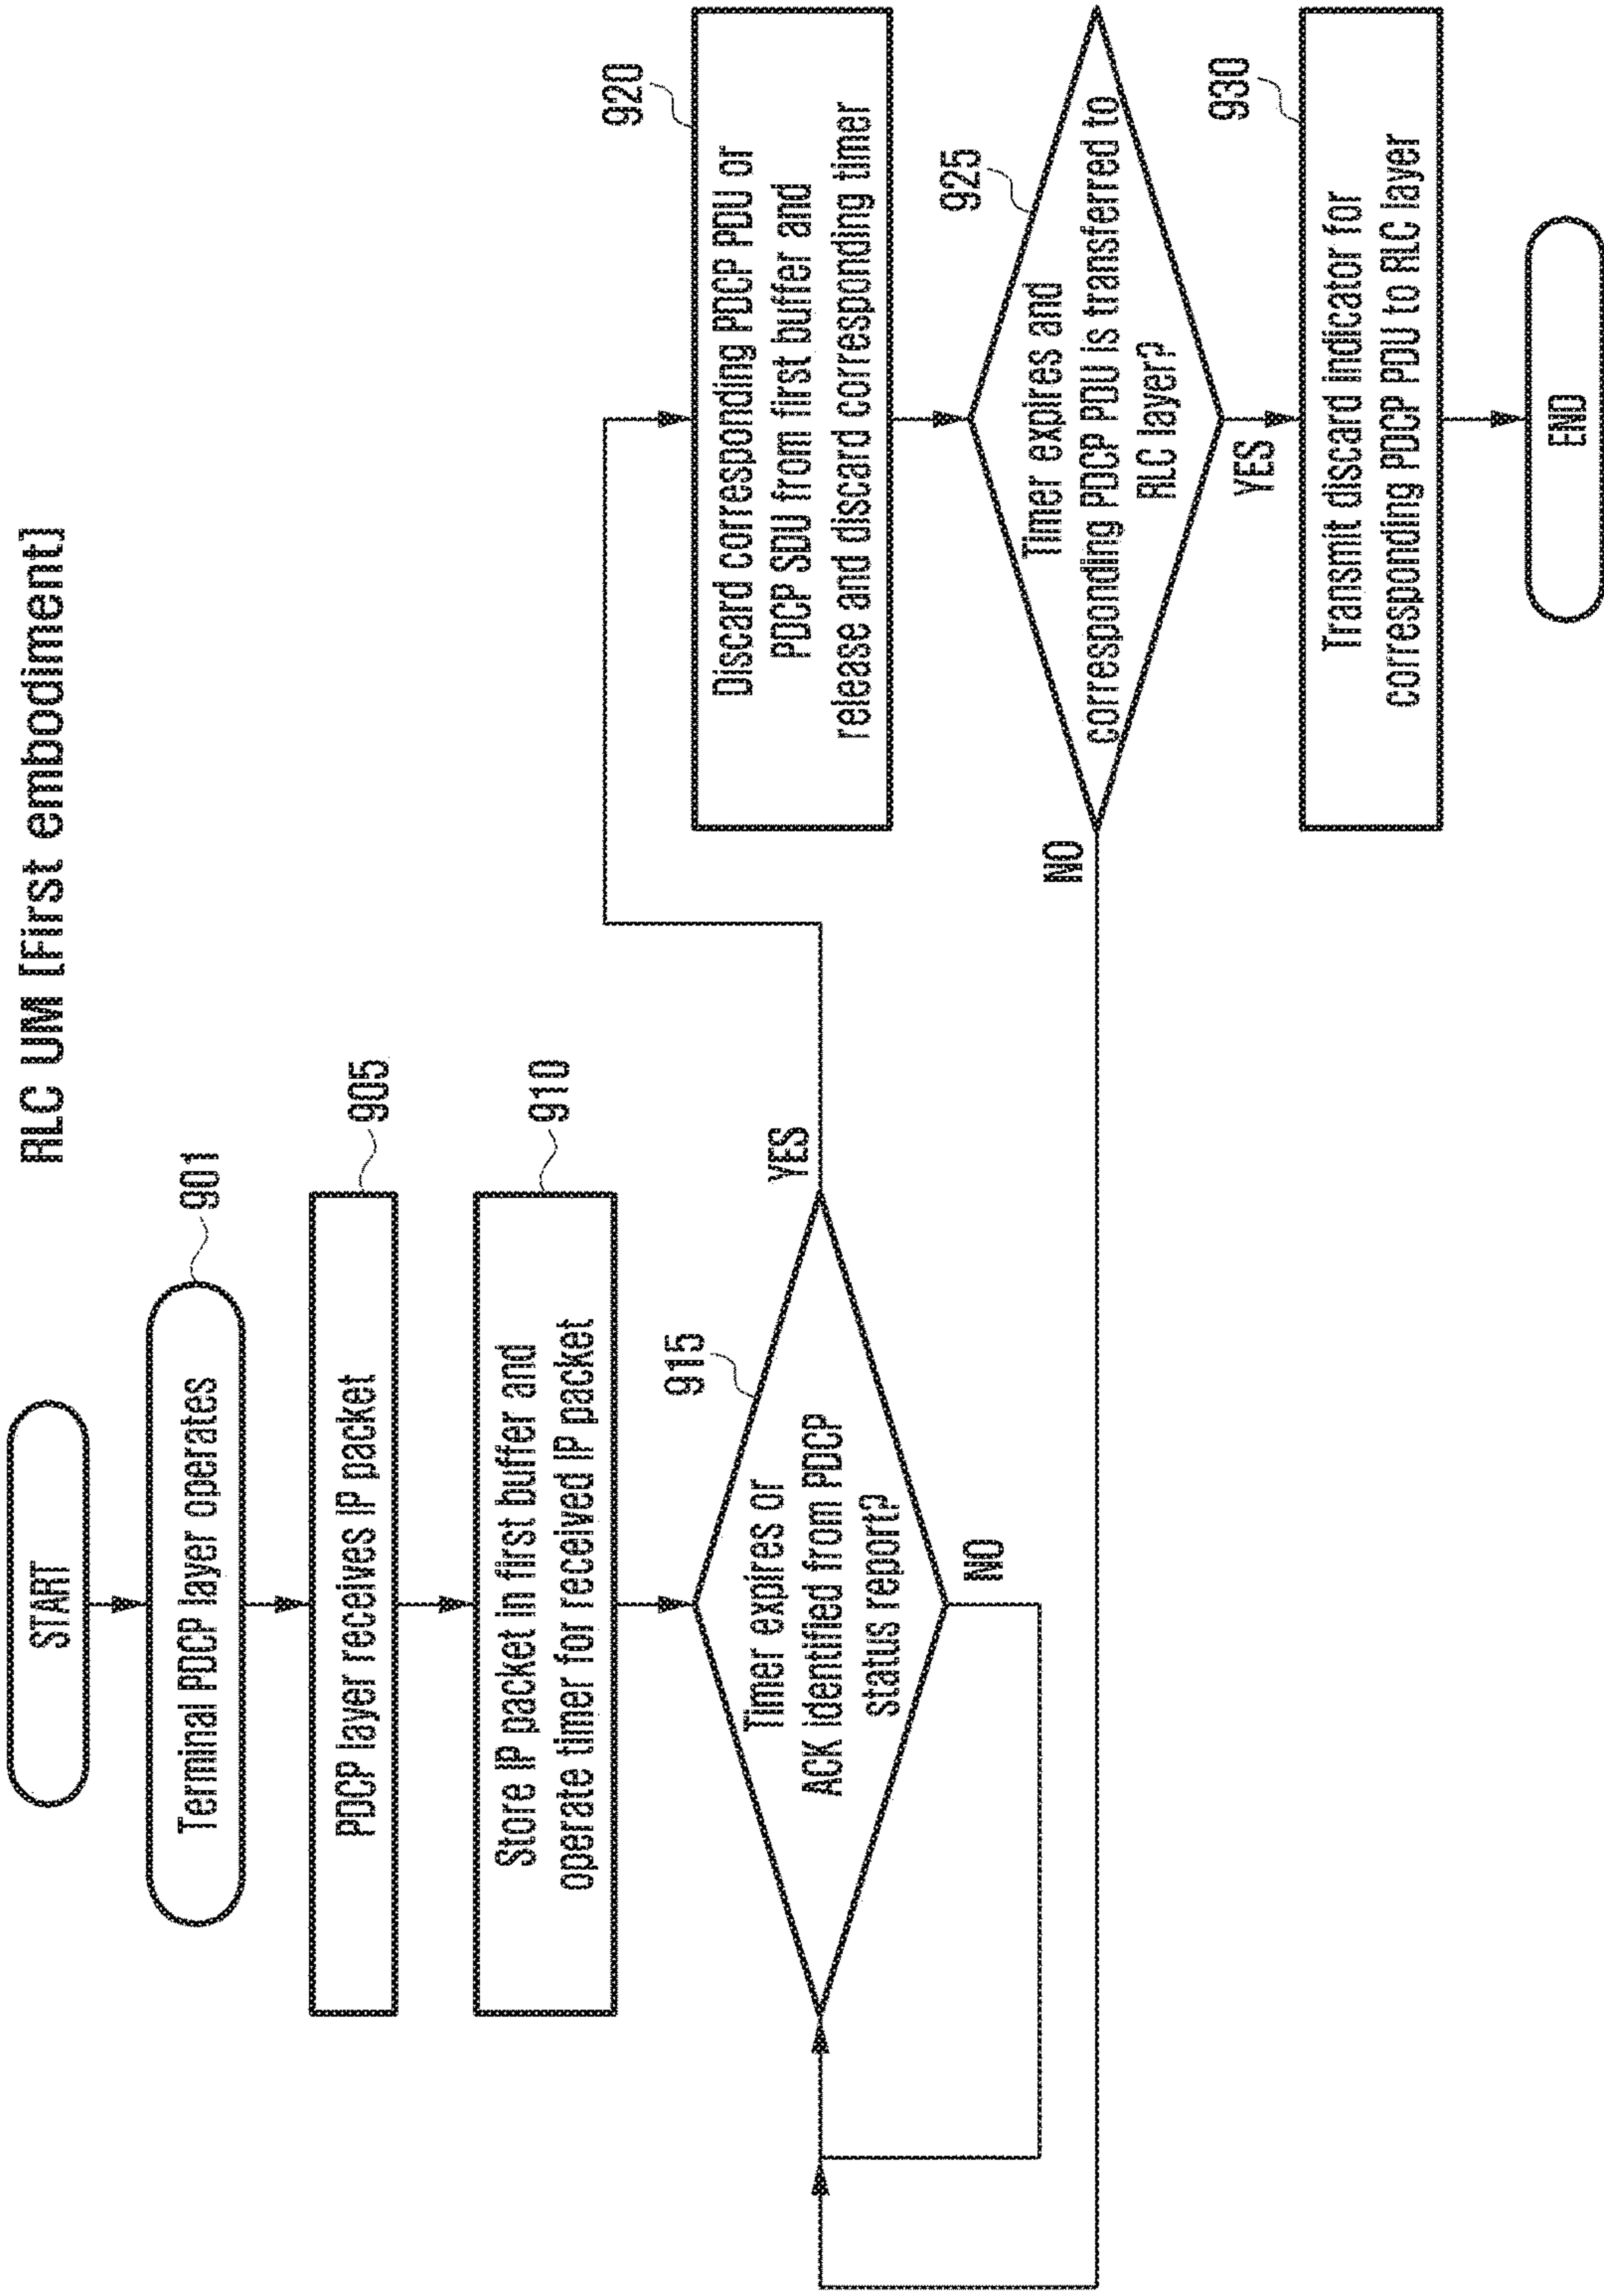 RLC UM [First embodiment]
START
Terminal PDCP layer operates
901
PDCP layer receives IP packet
905
Store IP packet in first buffer and
operate timer for received IP packet
910
Timer expires or
ACK identified from PDCP
status report?
915
YES
NO
Discard corresponding PDCP PDU or
PDCP SDU from first buffer and
release and discard corresponding timer
920
Timer expires and
corresponding PDCP PDU is transferred to
RLC layer?
925
NO
YES
Transmit discard indicator for
corresponding PDCP PDU to RLC layer
930
END